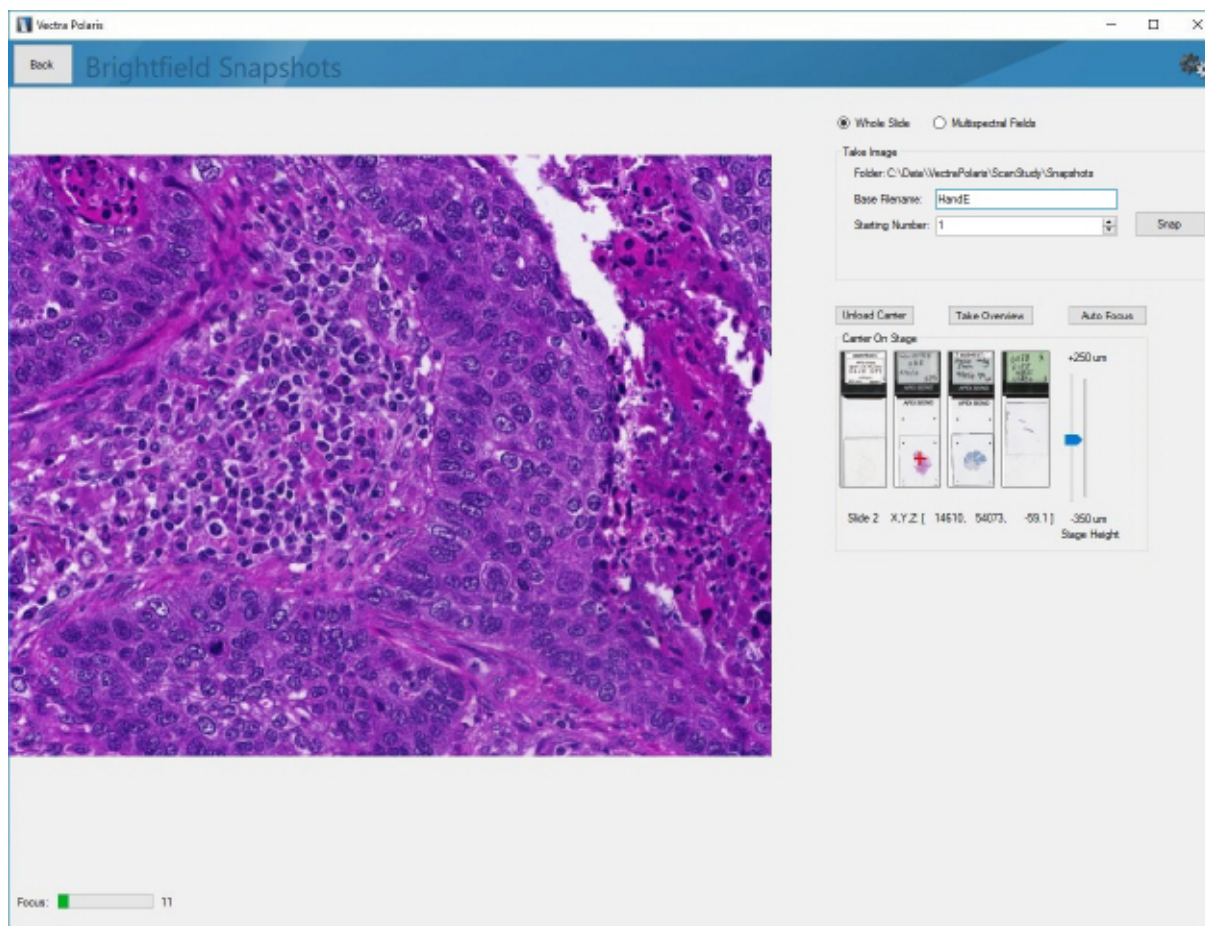 Vectra Polaris
Back
Brightfield Snapshots
Whole Slide Multispectral Fields
Take Image
Folder: C:\Data\VectraPolaris\ScanStudy\Snapshots
Base Filename: HandE
Starting Number: 1 Snap
Unload Carrier Take Overview Auto Focus
Carrier On Stage
+250 um
Slide 2 X,Y,Z [ 14610, 54073, -59.1 ] -350 um
Stage Height
Focus: 11